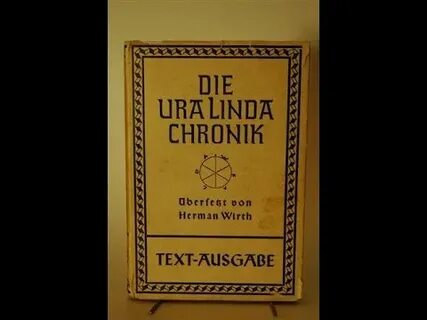 DIE
URA LINDA
CHRONIK
Übersetzt von
Herman Wirth
TEXT-AUSGABE